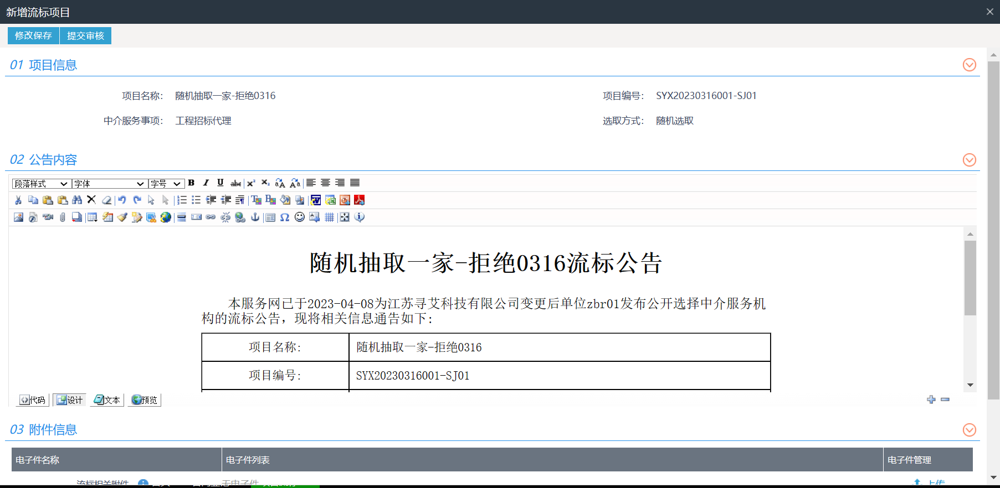 新增流标项目
修改保存 提交审核
01 项目信息
项目名称： 随机抽取一家-拒绝0316 项目编号： SYX20230316001-SJ01
中介服务事项： 工程招标代理 选取方式： 随机选取
02 公告内容
段落样式 字体 字号
随机抽取一家-拒绝0316流标公告
本服务网已于2023-04-08为江苏寻艾科技有限公司变更后单位zbr01发布公开选择中介服务机
构的流标公告，现将相关信息通告如下：
项目名称： 随机抽取一家-拒绝0316
项目编号： SYX20230316001-SJ01
代码 设计 文本 预览
03 附件信息
电子件名称 电子件列表 电子件管理
流标相关附件 无电子件 上传